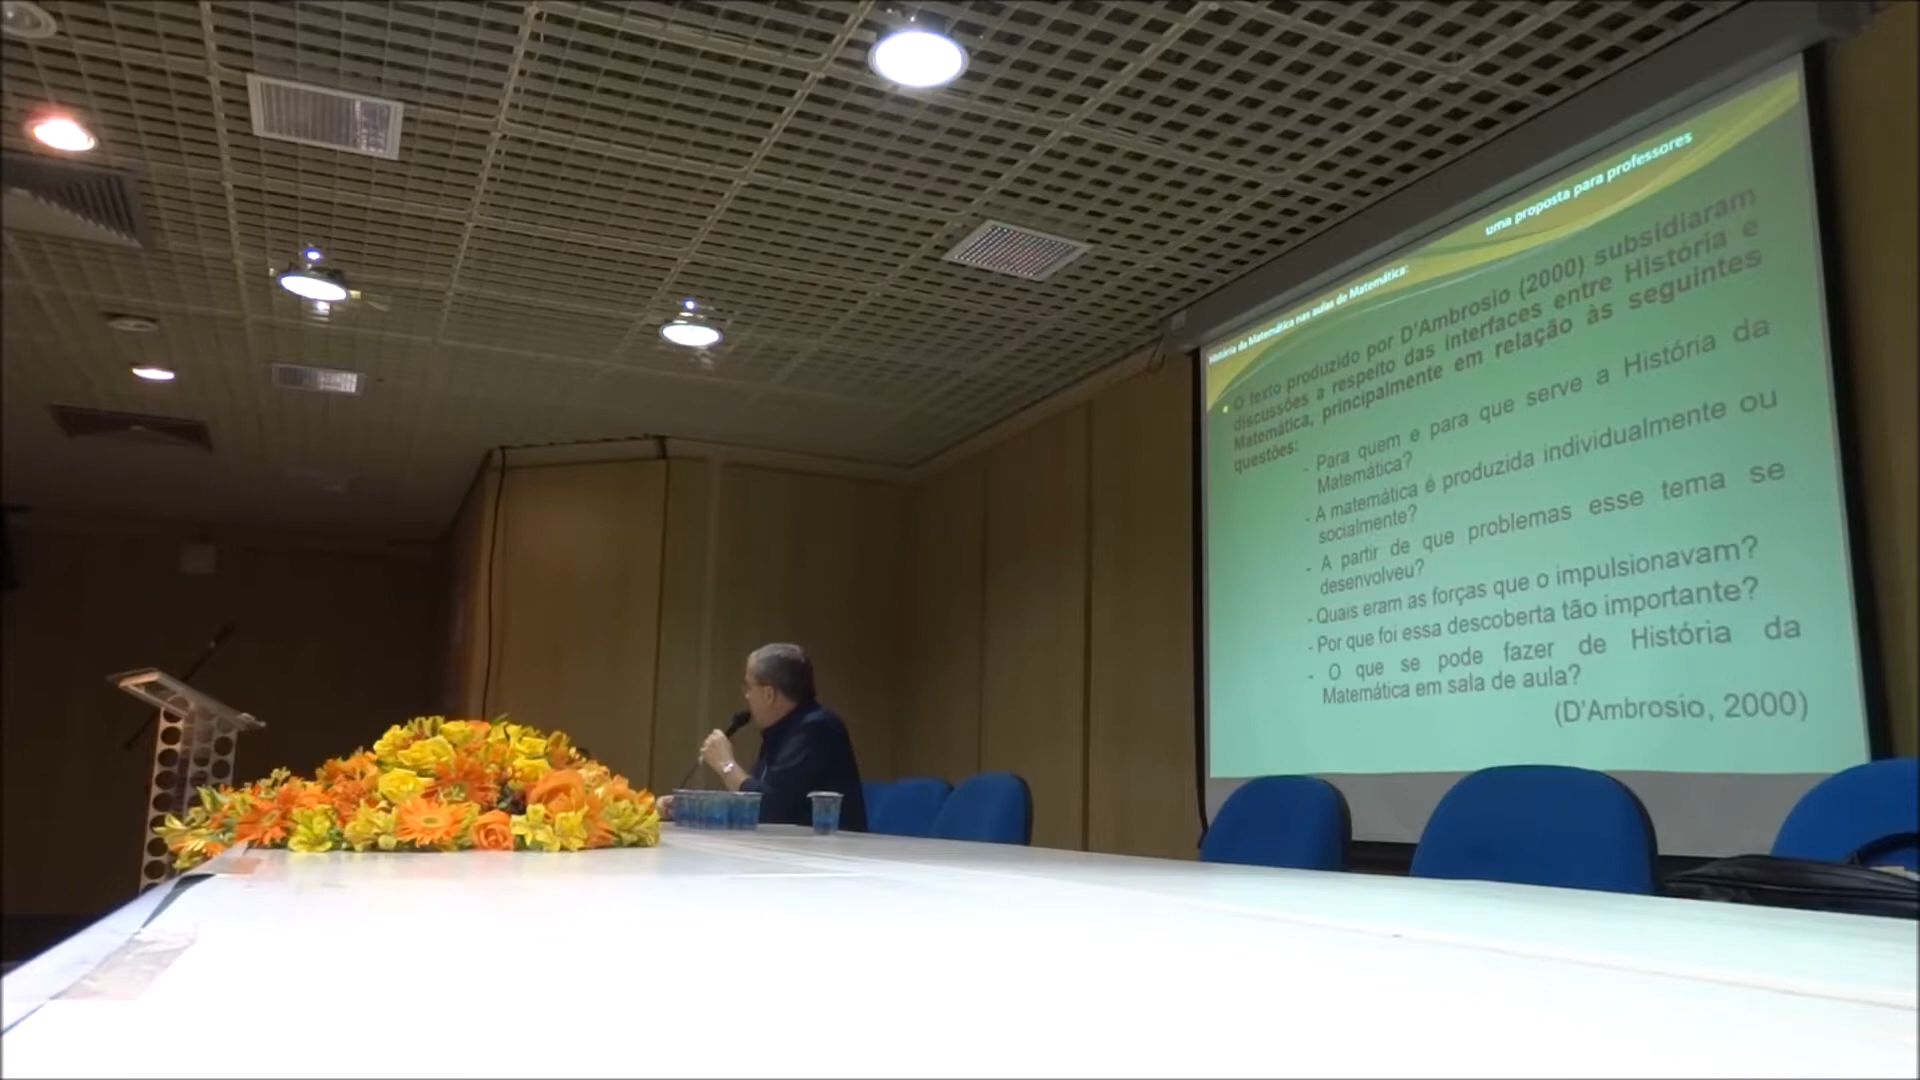 História da Matemática nas aulas de Matemática:
uma proposta para professores
• O texto produzido por D'Ambrosio (2000) subsidiaram
discussões a respeito das interfaces entre História e
Matemática, principalmente em relação às seguintes
questões:
- Para quem e para que serve a História da
Matemática?
- A matemática é produzida individualmente ou
socialmente?
- A partir de que problemas esse tema se
desenvolveu?
- Quais eram as forças que o impulsionavam?
- Por que foi essa descoberta tão importante?
- O que se pode fazer de História da
Matemática em sala de aula?
(D'Ambrosio, 2000)